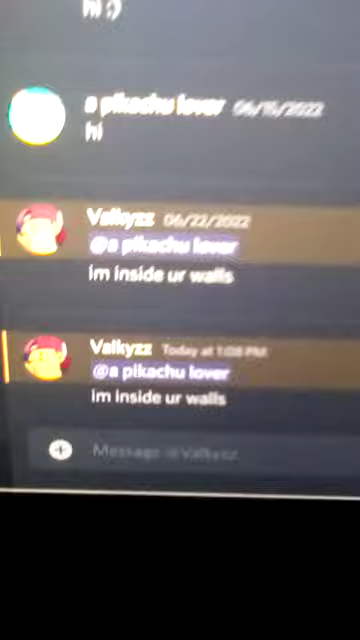 hi :)
a pikachu lover 06/15/2022
hi
Valkyzz 06/22/2022
@a pikachu lover
im inside ur walls
Valkyzz Today at 1:08 PM
@a pikachu lover
im inside ur walls
Message @Valkyzz